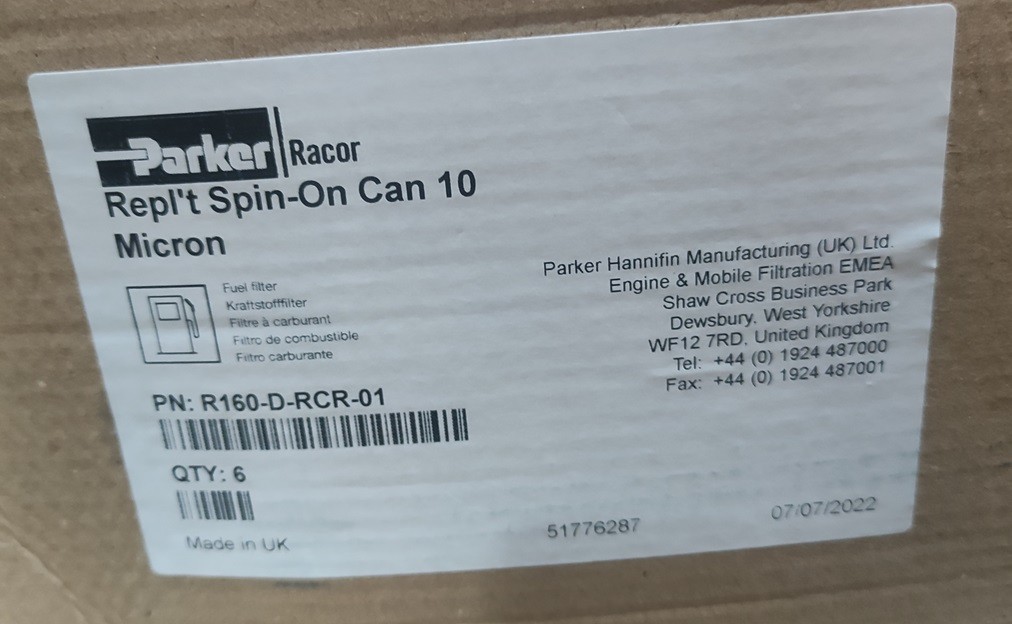 Parker Racor
Repl't Spin-On Can 10
Micron
Fuel filter
Kraftstofffilter
Filtre à carburant
Filtro de combustible
Filtro carburante
PN: R160-D-RCR-01
QTY: 6
Made in UK
Parker Hannifin Manufacturing (UK) Ltd.
Engine & Mobile Filtration EMEA
Shaw Cross Business Park
Dewsbury. West Yorkshire
WF12 7RD, United Kingdom
Tel: +44 (0) 1924 487000
Fax: +44 (0) 1924 487001
51776287
07/07/2022